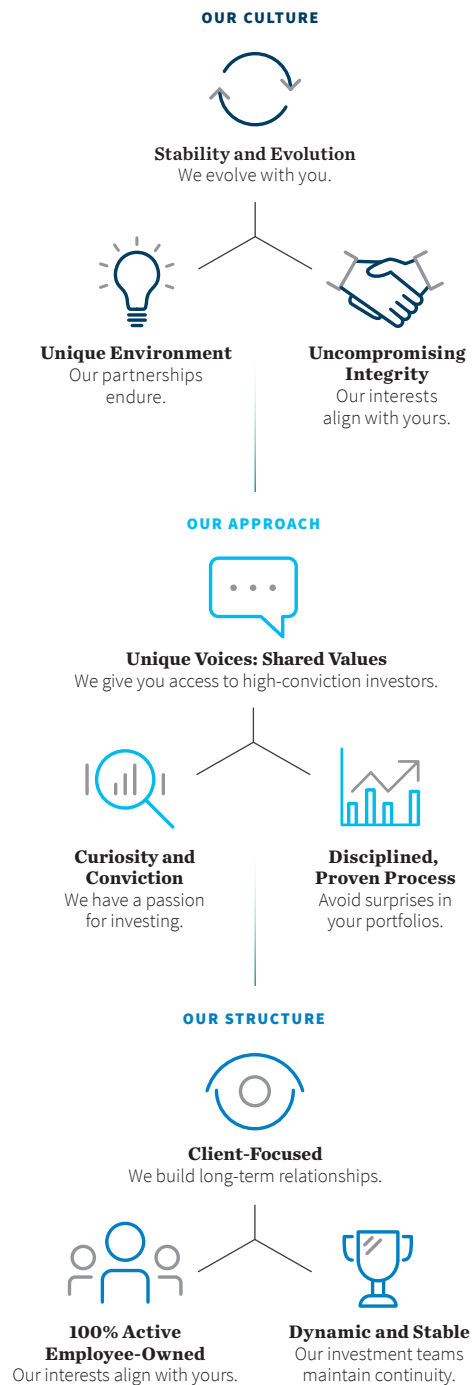 OUR CULTURE
Stability and Evolution
We evolve with you.
Unique Environment
Our partnerships
endure.
Uncompromising
Integrity
Our interests
align with yours.
OUR APPROACH
Unique Voices: Shared Values
We give you access to high-conviction investors.
Curiosity and
Conviction
We have a passion
for investing.
Disciplined,
Proven Process
Avoid surprises in
your portfolios.
OUR STRUCTURE
Client-Focused
We build long-term relationships.
100% Active
Employee-Owned
Our interests align with yours.
Dynamic and Stable
Our investment teams
maintain continuity.